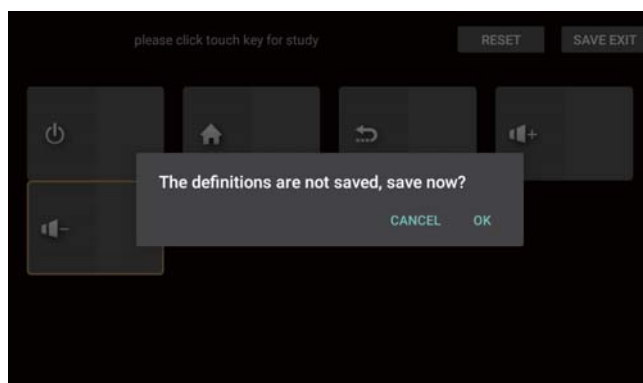 please click touch key for study
RESET
SAVE EXIT
The definitions are not saved, save now?
CANCEL
OK